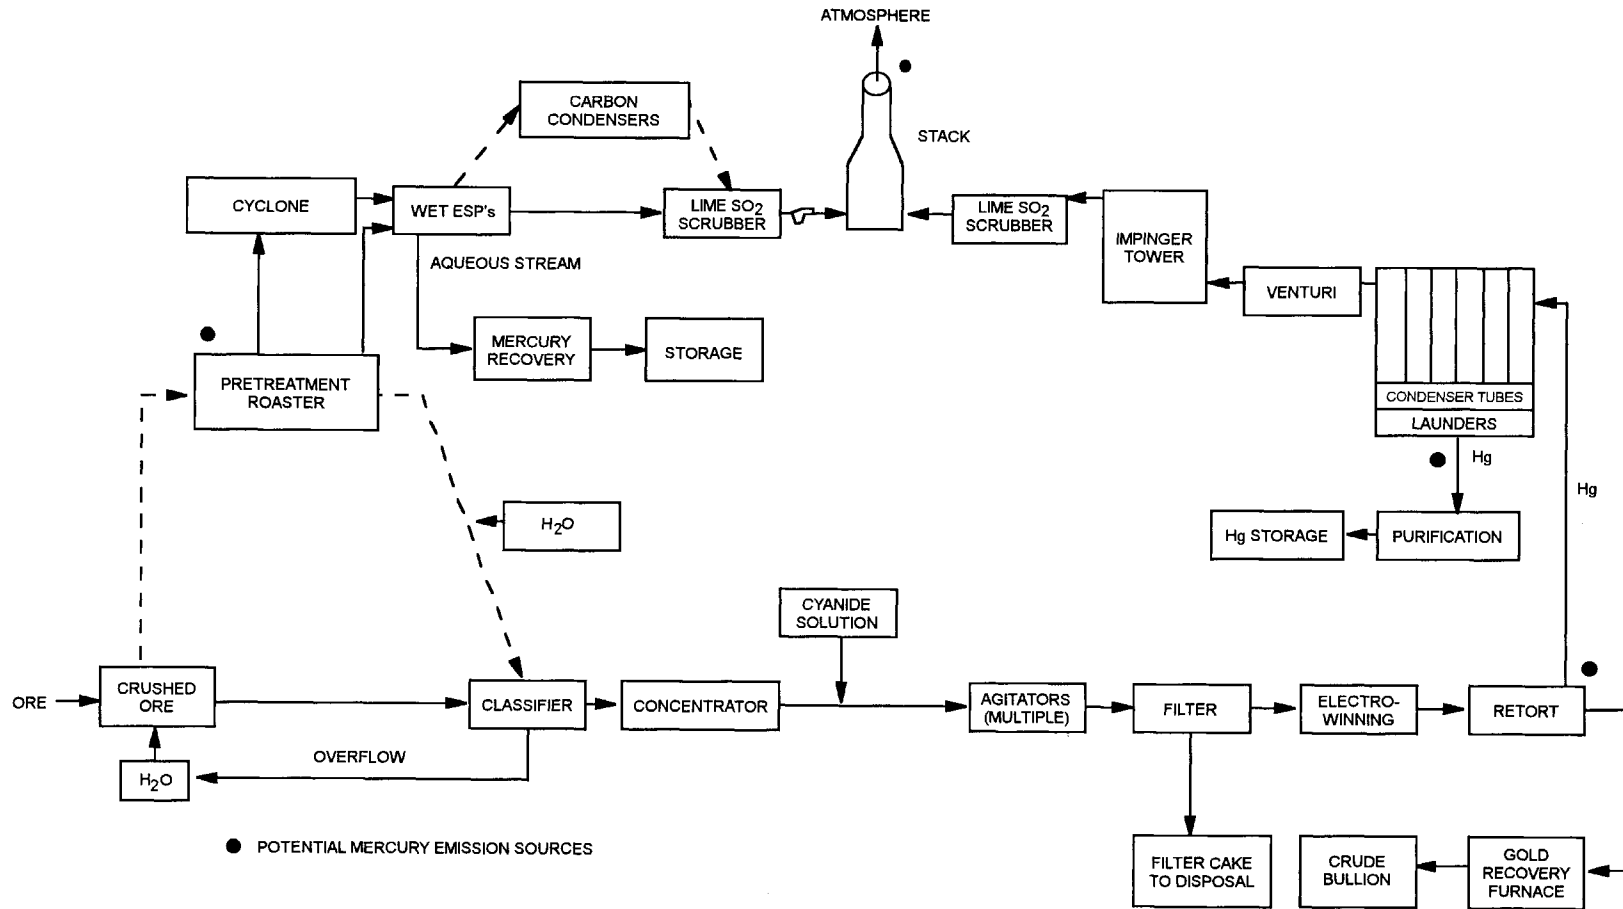 ATMOSPHERE
STACK
CARBON
CONDENSERS
CYCLONE
WET ESP's
LIME SO2
SCRUBBER
LIME SO2
SCRUBBER
IMPINGER
TOWER
VENTURI
AQUEOUS STREAM
MERCURY
RECOVERY
STORAGE
PRETREATMENT
ROASTER
CONDENSER TUBES
LAUNDERS
Hg
Hg
H2O
Hg STORAGE
PURIFICATION
CYANIDE
SOLUTION
ORE
CRUSHED
ORE
CLASSIFIER
CONCENTRATOR
AGITATORS
(MULTIPLE)
FILTER
ELECTRO-
WINNING
RETORT
OVERFLOW
H2O
POTENTIAL MERCURY EMISSION SOURCES
FILTER CAKE
TO DISPOSAL
CRUDE
BULLION
GOLD
RECOVERY
FURNACE